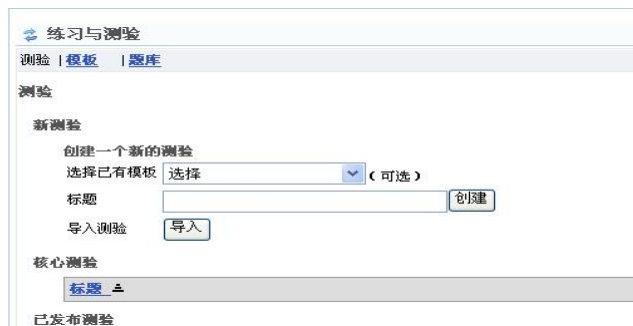 练习与测验
测验 | 模板 | 题库
测验
新测验
创建一个新的测验
选择已有模板 选择 (可选)
标题 创建
导入测验 导入
核心测验
标题
已发布测验